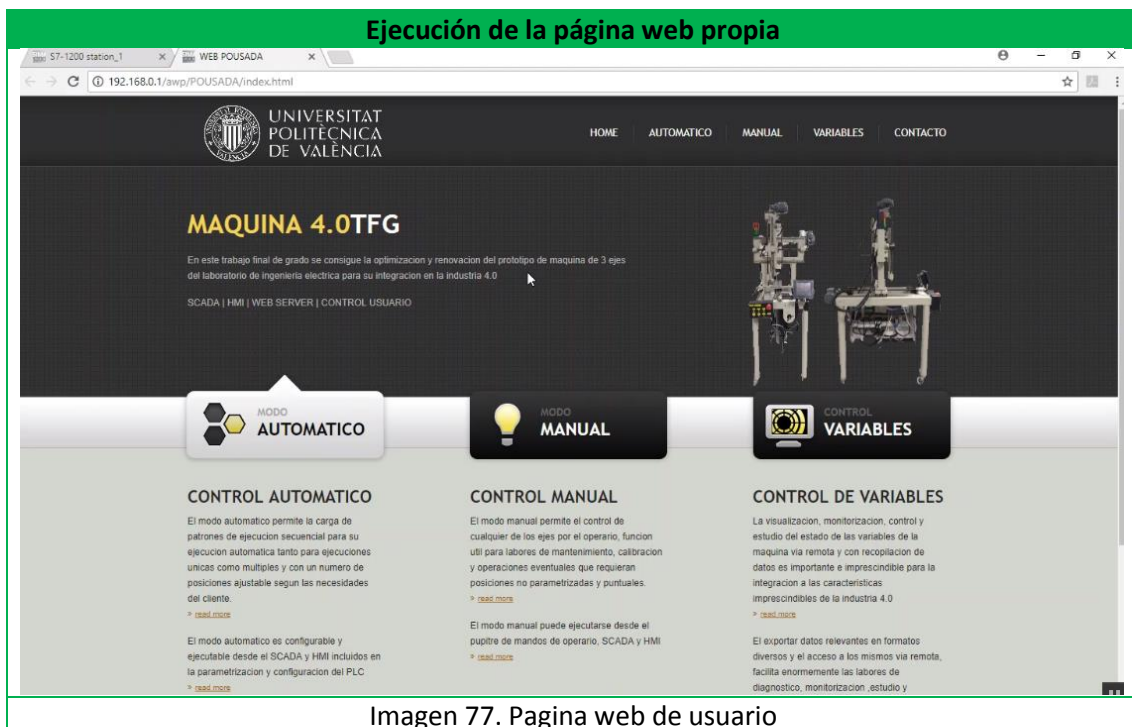 Ejecución de la página web propia
S7-1200 station_1
WEB POUSADA
192.168.0.1/awp/POUSADA/index.html
UNIVERSITAT
POLITÈCNICA
DE VALÈNCIA
HOME AUTOMATICO MANUAL VARIABLES CONTACTO
MAQUINA 4.0TFG
En este trabajo final de grado se consigue la optimizacion y renovacion del prototipo de maquina de 3 ejes
del laboratorio de ingenieria electrica para su integracion en la industria 4.0
SCADA | HMI | WEB SERVER | CONTROL USUARIO
MODO
AUTOMATICO
MODO
MANUAL
CONTROL
VARIABLES
CONTROL AUTOMATICO
El modo automatico permite la carga de
patrones de ejecucion secuencial para su
ejecucion automatica tanto para ejecuciones
unicas como multiples y con un numero de
posiciones ajustable segun las necesidades
del cliente.
» read more
El modo automatico es configurable y
ejecutable desde el SCADA y HMI incluidos en
la parametrizacion y configuracion del PLC
» read more
CONTROL MANUAL
El modo manual permite el control de
cualquier de los ejes por el operario, funcion
util para labores de mantenimiento, calibracion
y operaciones eventuales que requieran
posiciones no parametrizadas y puntuales.
» read more
El modo manual puede ejecutarse desde el
pupitre de mandos de operario, SCADA y HMI
» read more
CONTROL DE VARIABLES
La visualizacion, monitorizacion, control y
estudio del estado de las variables de la
maquina via remota y con recopilacion de
datos es importante e imprescindible para la
integracion a las caracteristicas
imprescindibles de la industria 4.0
» read more
El exportar datos relevantes en formatos
diversos y el acceso a los mismos via remota,
facilita enormemente las labores de
diagnostico, monitorizacion ,estudio y
Imagen 77. Pagina web de usuario